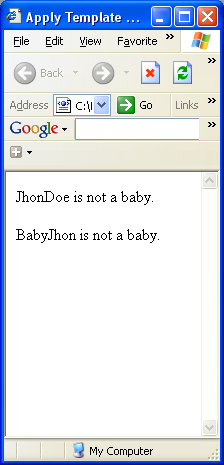 Apply Template ...
File Edit View Favorite »
Back »
Address C:\I Go Links »
Google »
JhonDoe is not a baby.
BabyJhon is not a baby.
My Computer